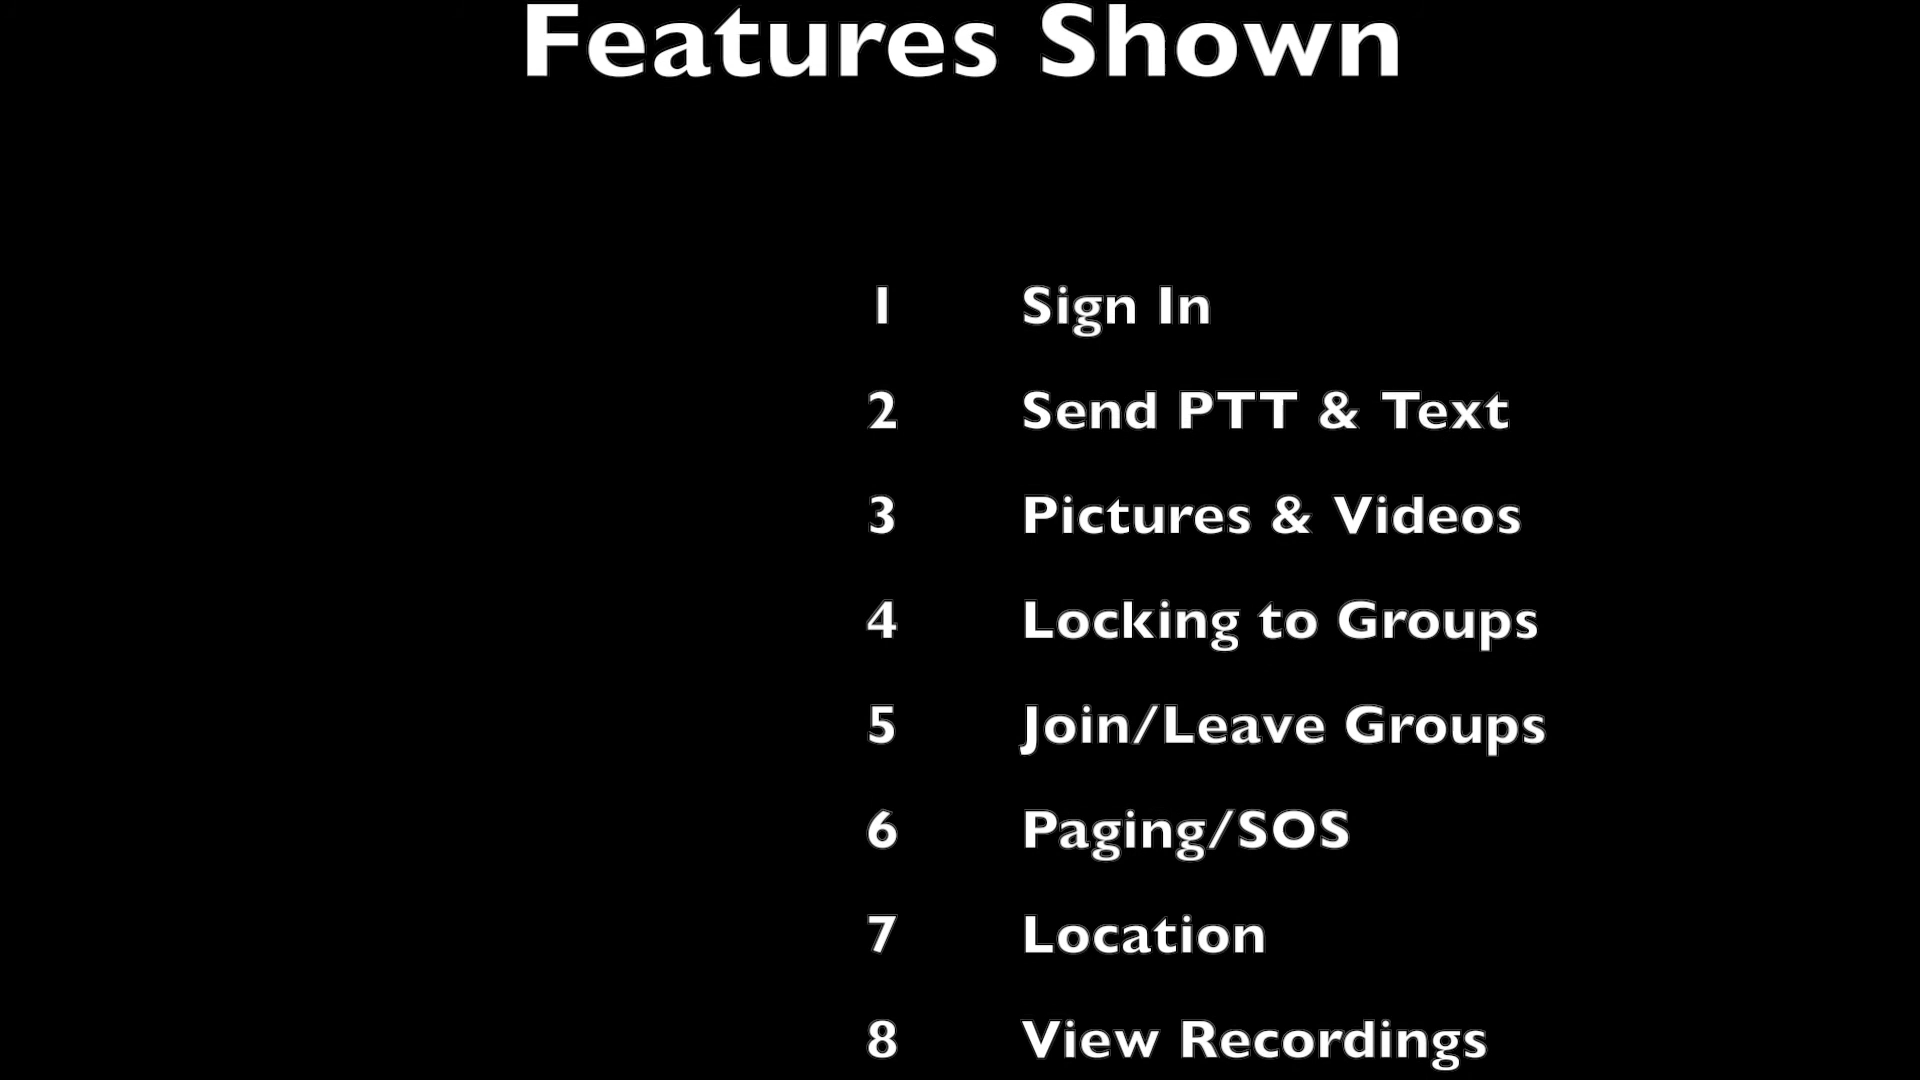 Features Shown
1 Sign In
2 Send PTT & Text
3 Pictures & Videos
4 Locking to Groups
5 Join/Leave Groups
6 Paging/SOS
7 Location
8 View Recordings